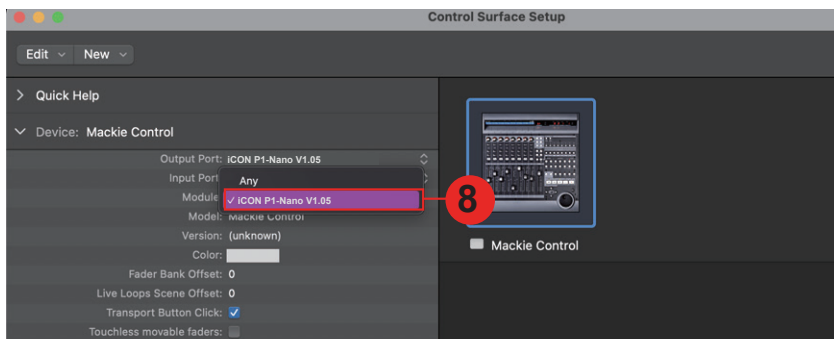 Control Surface Setup
Edit New
Quick Help
Device: Mackie Control
Output Port: iCON P1-Nano V1.05
Input Port
Any
Module
✓ iCON P1-Nano V1.05
8
Model: Mackie Control
Version: (unknown)
Color:
Fader Bank Offset: 0
Live Loops Scene Offset: 0
Transport Button Click:
Touchless movable faders:
Mackie Control